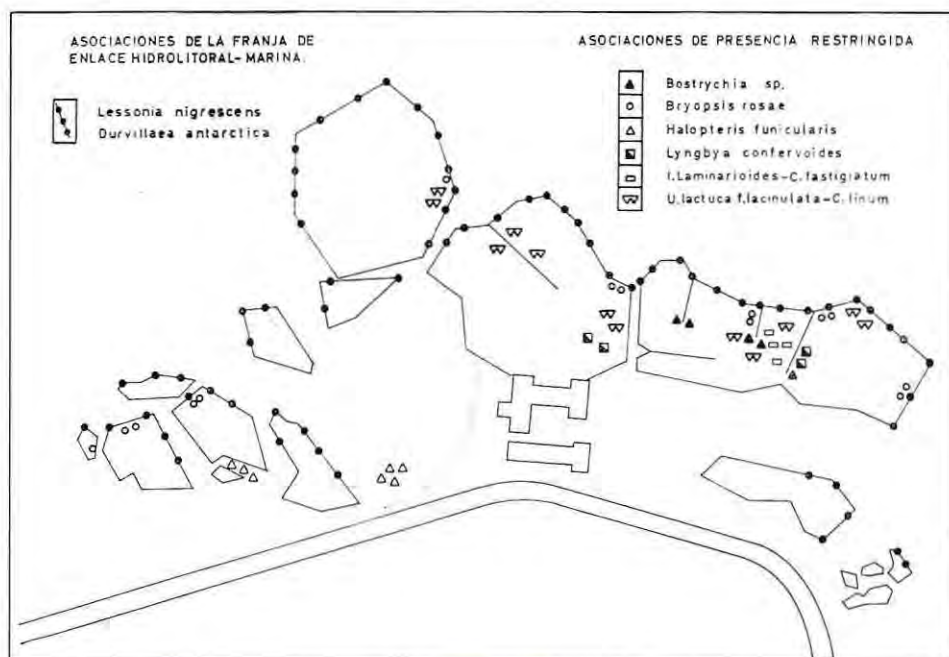 ASOCIACIONES DE LA FRANJA DE
ENLACE HIDROLITORAL-MARINA.
Lessonia nigrescens
Durvillaea antarctica
ASOCIACIONES DE PRESENCIA RESTRINGIDA
Bostrychia sp.
Bryopsis rosae
Halopteris funicularis
Lyngbya confervoides
I. Laminarioides-C. fastigiatum
U. lactuca f. lacinulata-C. linum